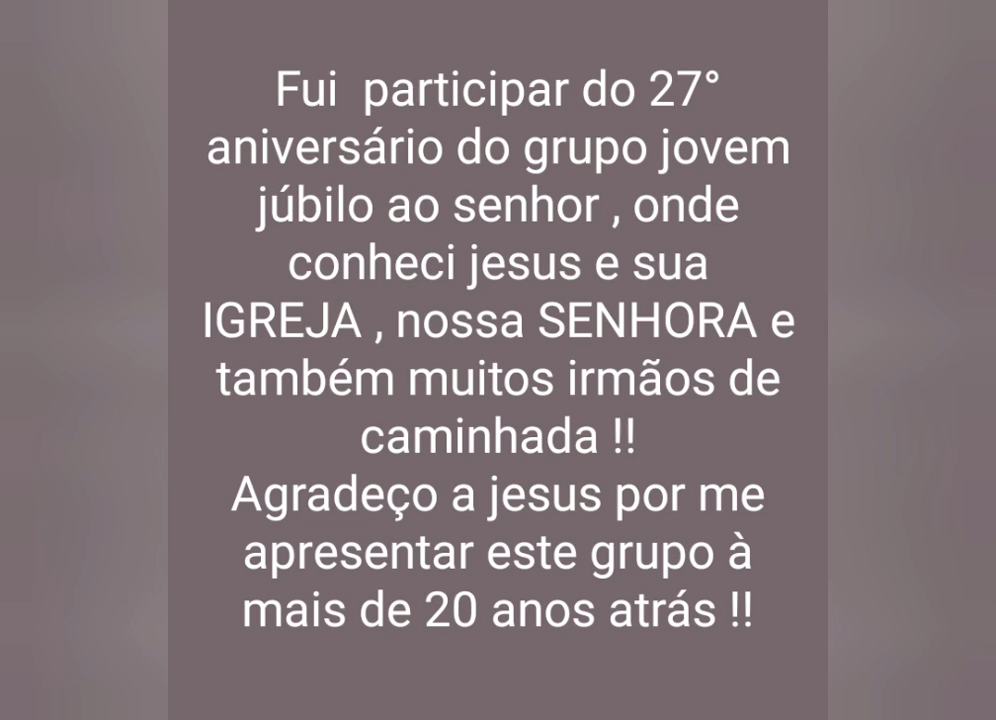 Fui  participar do 27°
aniversário do grupo jovem
júbilo ao senhor , onde
conheci jesus e sua
IGREJA , nossa SENHORA e
também muitos irmãos de
caminhada !!
Agradeço a jesus por me
apresentar este grupo à
mais de 20 anos atrás !!